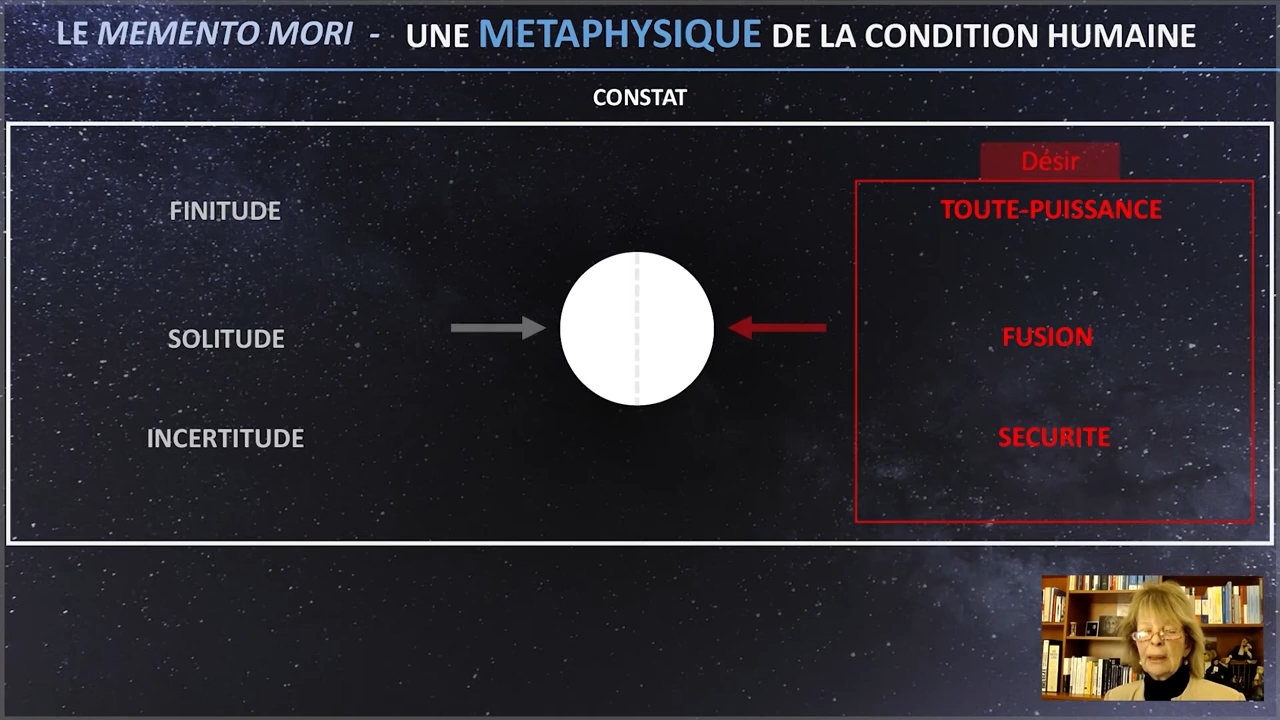 LE MEMENTO MORI - UNE METAPHYSIQUE DE LA CONDITION HUMAINE
CONSTAT
Désir
FINITUDE
TOUTE-PUISSANCE
SOLITUDE
FUSION
INCERTITUDE
SECURITE